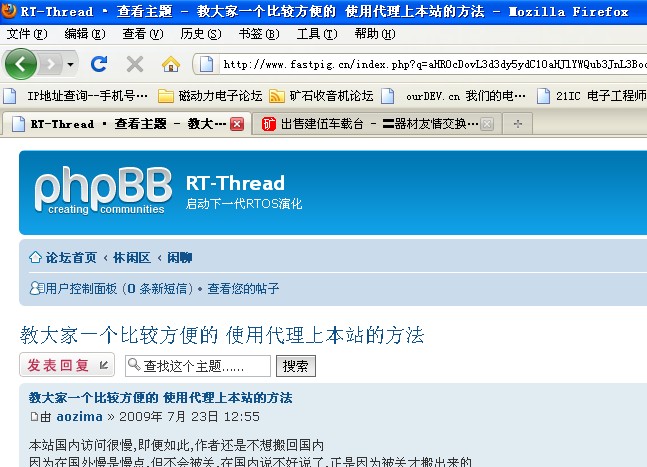 RT-Thread • 查看主题 - 教大家一个比较方便的 使用代理上本站的方法 - Mozilla Firefox
文件(F) 编辑(E) 查看(V) 历史(S) 书签(B) 工具(T) 帮助(H)
http://www.fastpig.cn/index.php?q=aHR0cDovL3d3dy5ydC10aHJlYWQub3JnL3Boc
IP地址查询--手机号… 磁动力电子论坛 矿石收音机论坛 ourDEV.cn 我们的电… 21IC 电子工程师
RT-Thread • 查看主题 - 教大… 出售建伍车载台 - 〓器材友情交换…
phpBB
creating communities
RT-Thread
启动下一代RTOS演化
论坛首页 ‹ 休闲区 ‹ 闲聊
用户控制面板 (0 条新短信) • 查看您的帖子
教大家一个比较方便的 使用代理上本站的方法
发表回复 查找这个主题…… 搜索
教大家一个比较方便的 使用代理上本站的方法
由 aozima » 2009年 7月 23日 12:55
本站国内访问很慢,即便如此,作者还是不想搬回国内
因为在国外慢是慢点,但不会被关,在国内说不好说了,正是因为被关才搬出来的